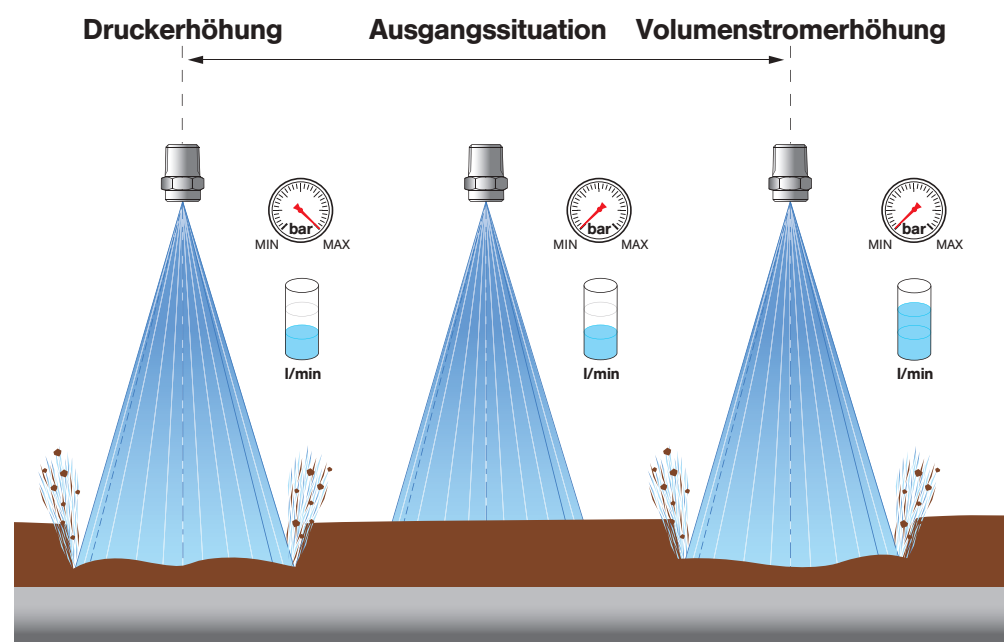 Druckerhöhung
Ausgangssituation
Volumenstromerhöhung
bar
MIN
MAX
l/min
bar
MIN
MAX
l/min
bar
MIN
MAX
l/min